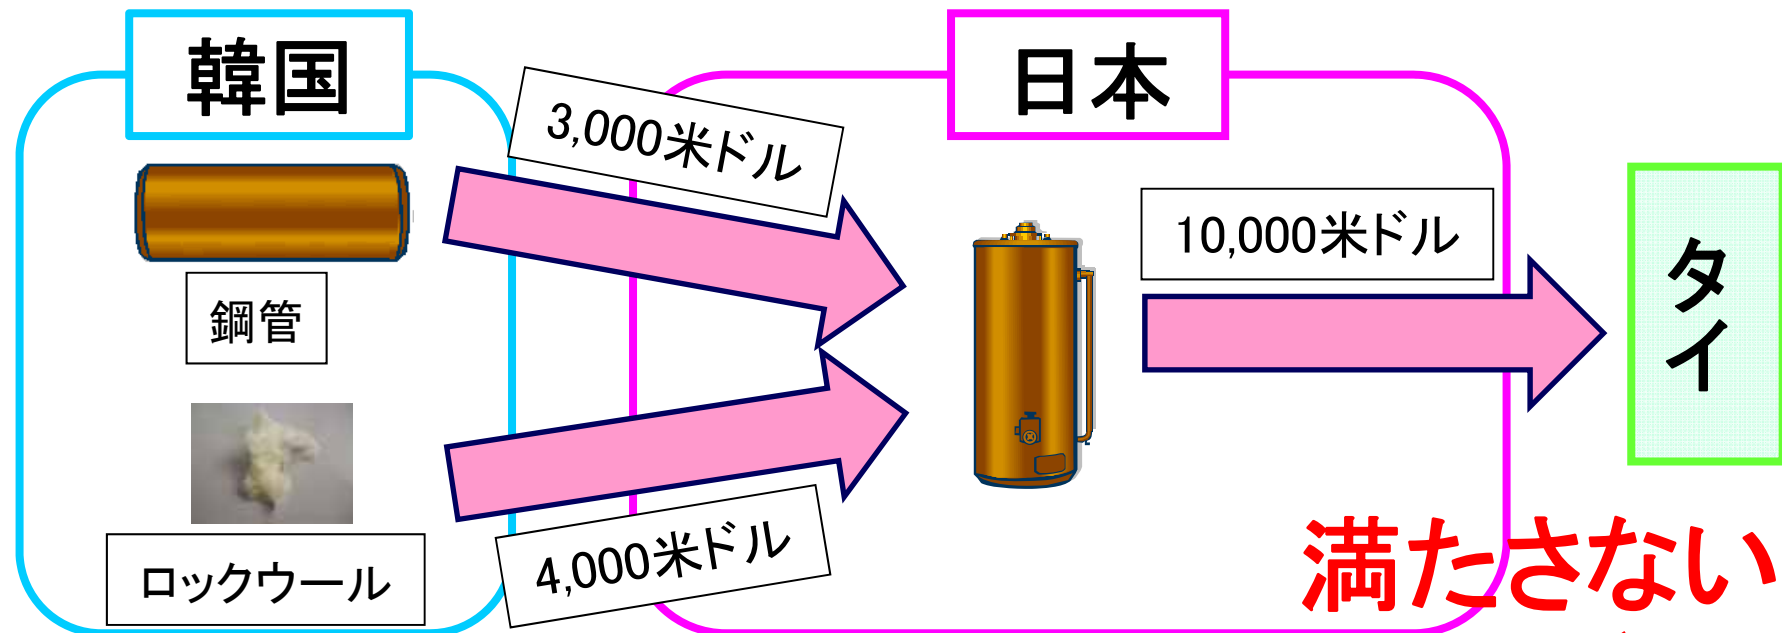 韓国
日本
3,000米ドル
10,000米ドル
鋼管
タイ
ロックウール
4,000米ドル
満たさない